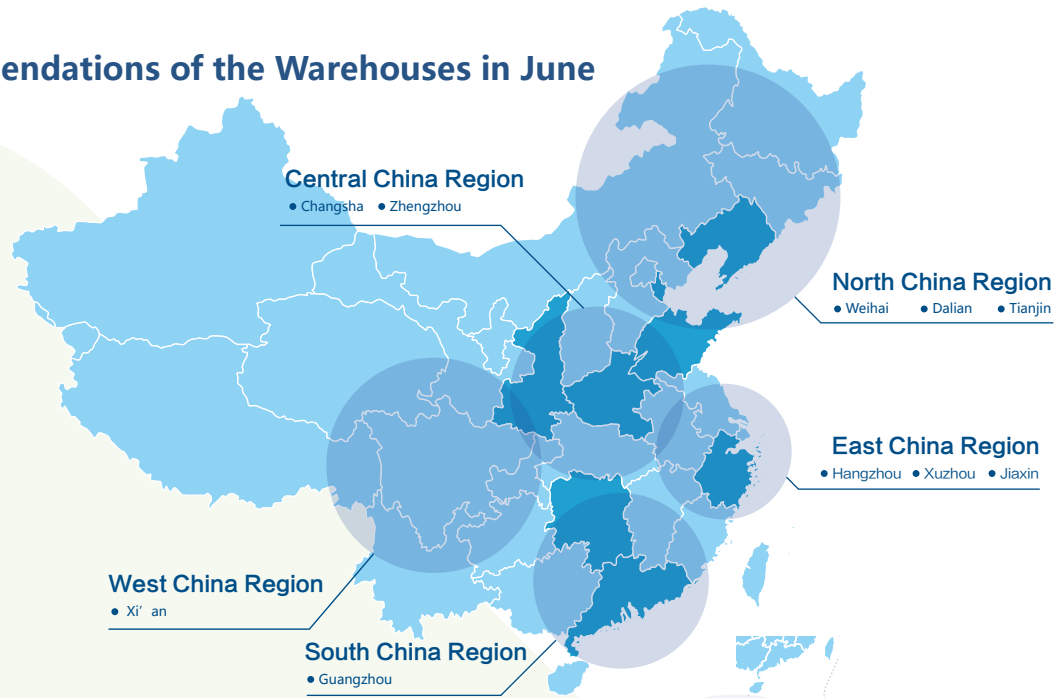 endations of the Warehouses in June
Central China Region
● Changsha ● Zhengzhou
North China Region
● Weihai ● Dalian ● Tianjin
East China Region
● Hangzhou ● Xuzhou ● Jiaxin
West China Region
● Xi' an
South China Region
● Guangzhou